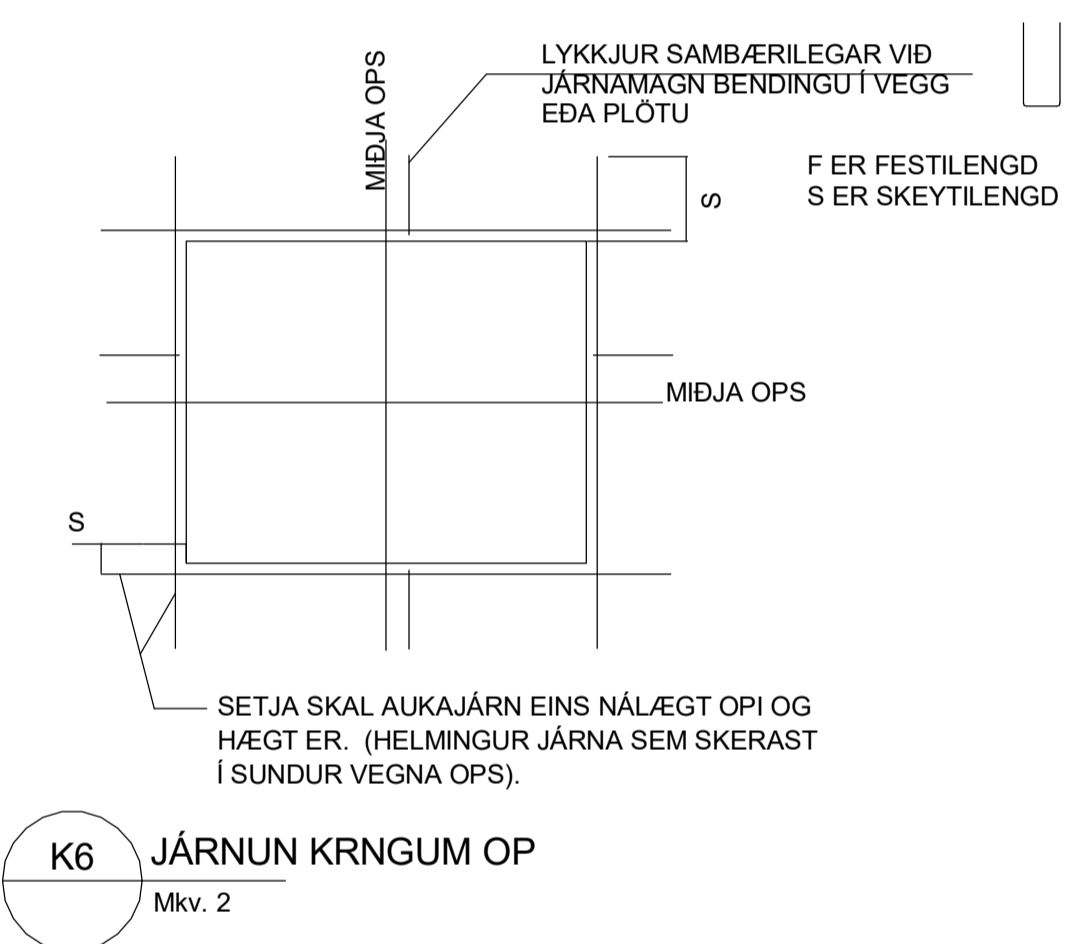 LYKKJUR SAMBÆRILEGAR VIÐ
JÁRNAMAGN BENDINGU Í VEGG
EÐA PLÖTU
MIÐJA OPS
F ER FESTILENGD
S ER SKEYTILENGD
S
MIÐJA OPS
S
SETJA SKAL AUKAJÁRN EINS NÁLÆGT OPI OG
HÆGT ER. (HELMINGUR JÁRNA SEM SKERAST
Í SUNDUR VEGNA OPS).
K6
JÁRNUN KRNGUM OP
Mkv. 2